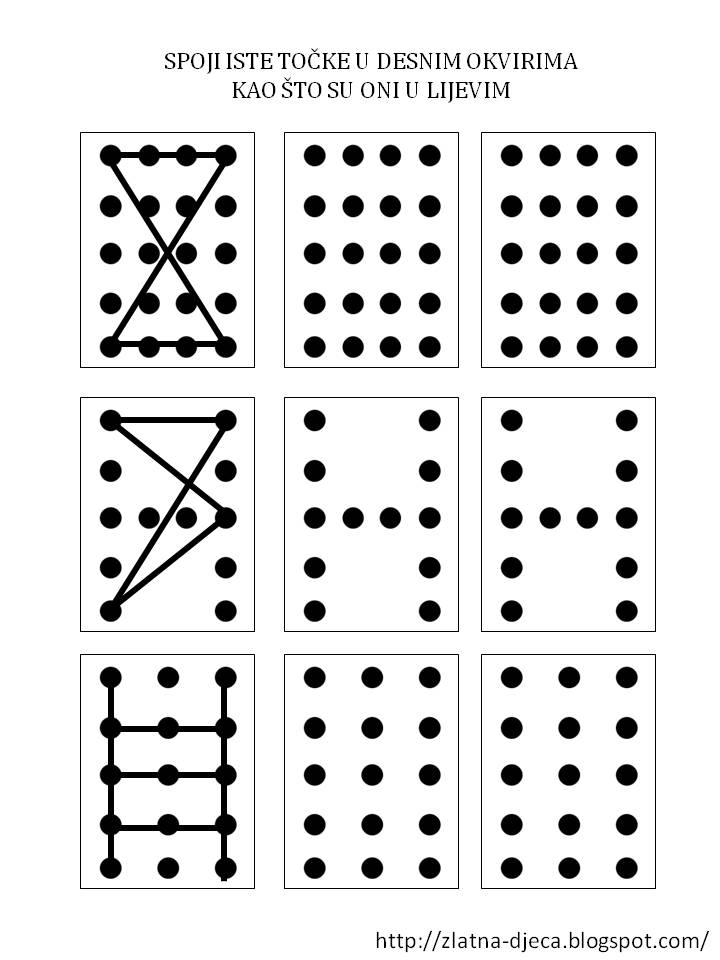 SPOJI ISTE TOČKE U DESNIM OKVIRIMA
KAO ŠTO SU ONI U LIJEVIM
http://zlatna-djeca.blogspot.com/